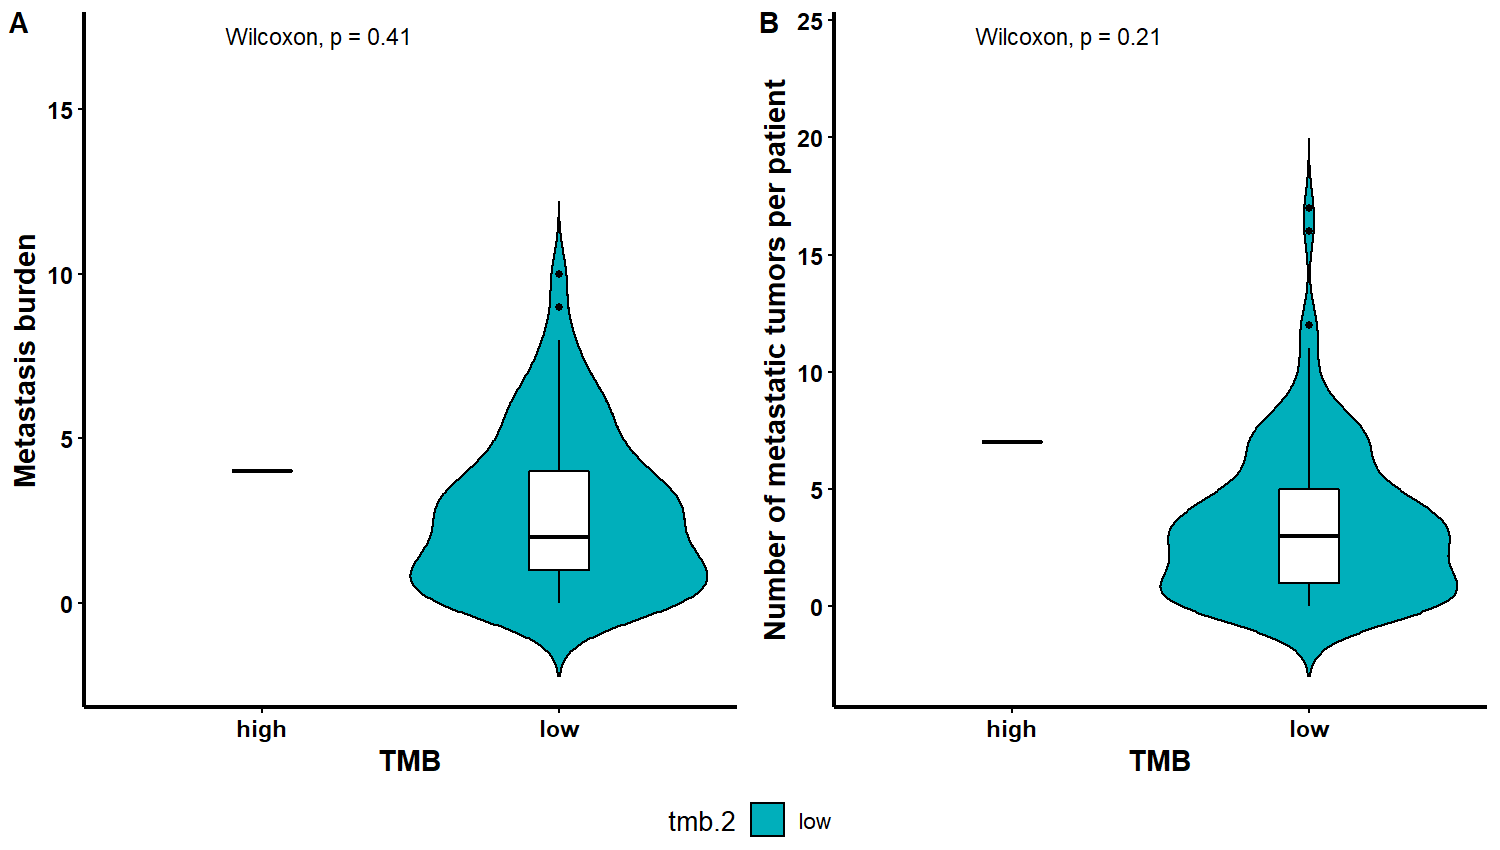 A
Wilcoxon, p = 0.41
Metastasis burden
15
10
5
0
high
low
TMB
B
Wilcoxon, p = 0.21
Number of metastatic tumors per patient
25
20
15
10
5
0
high
low
TMB
tmb.2
low